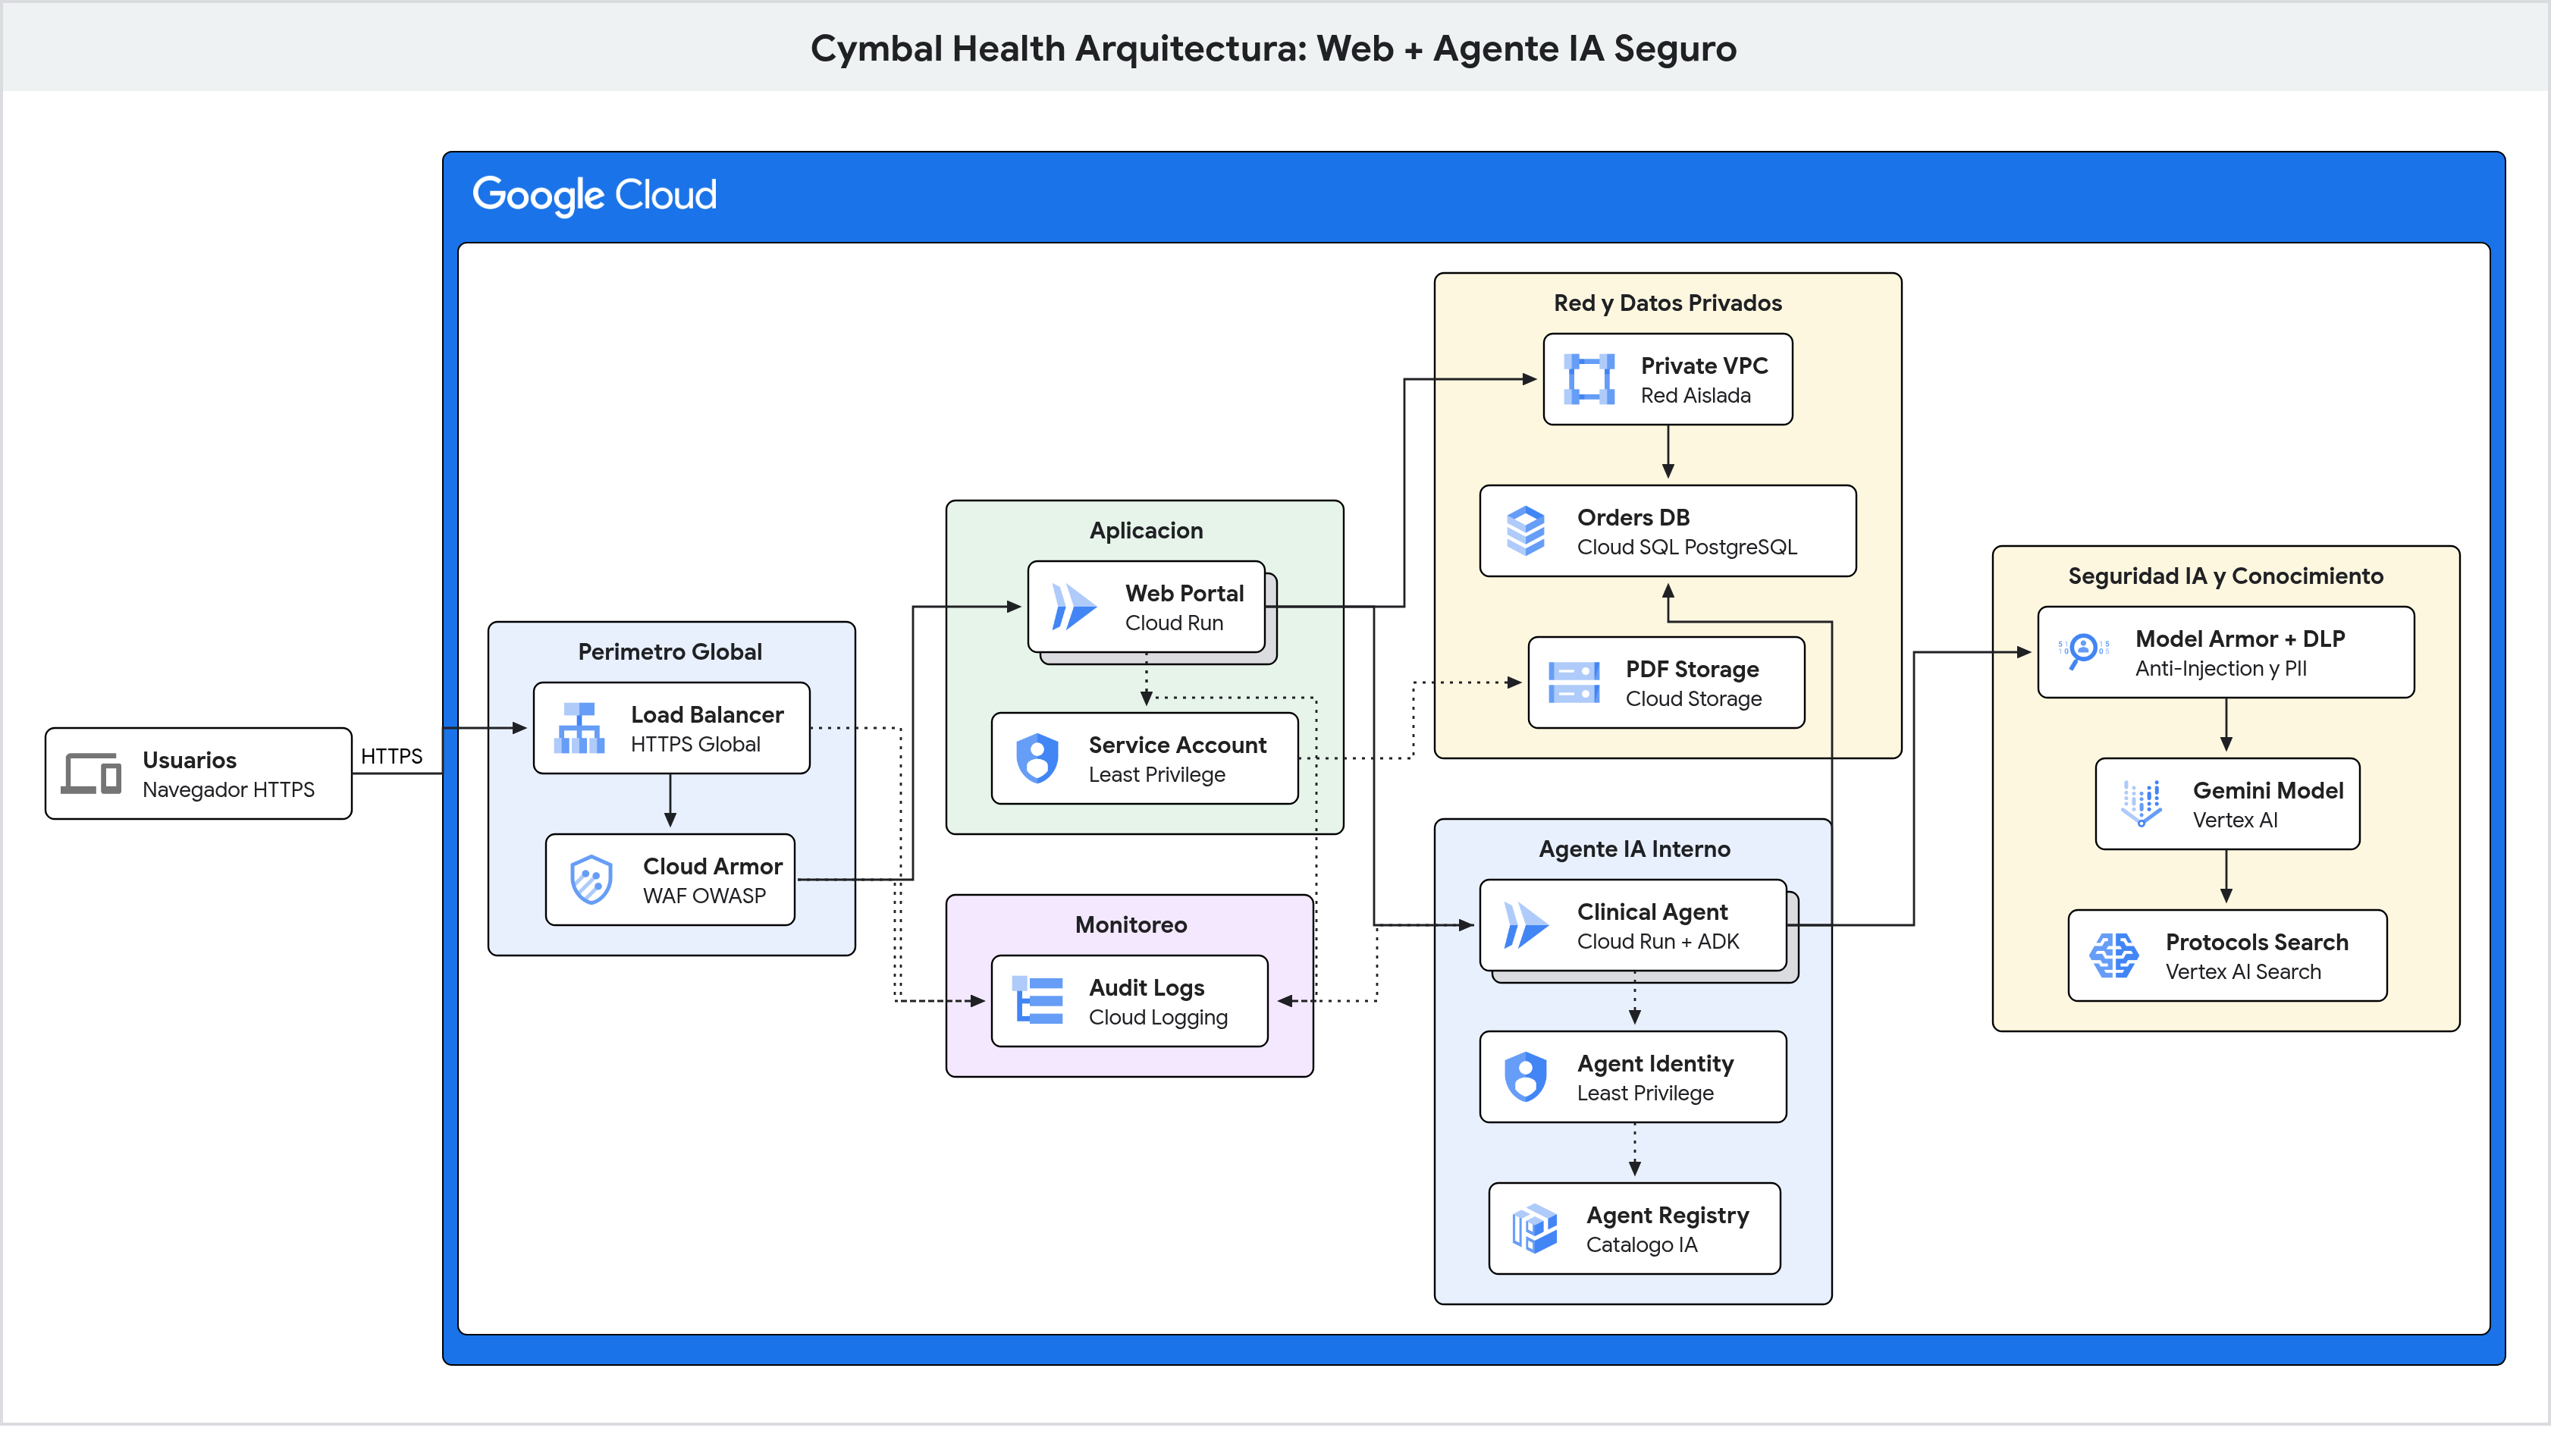 Cymbal Health Arquitectura: Web + Agente IA Seguro
Google Cloud
Usuarios
Navegador HTTPS
HTTPS
Perimetro Global
Load Balancer
HTTPS Global
Cloud Armor
WAF OWASP
Aplicacion
Web Portal
Cloud Run
Service Account
Least Privilege
Monitoreo
Audit Logs
Cloud Logging
Red y Datos Privados
Private VPC
Red Aislada
Orders DB
Cloud SQL PostgreSQL
PDF Storage
Cloud Storage
Agente IA Interno
Clinical Agent
Cloud Run + ADK
Agent Identity
Least Privilege
Agent Registry
Catalogo IA
Seguridad IA y Conocimiento
Model Armor + DLP
Anti-Injection y PII
Gemini Model
Vertex AI
Protocols Search
Vertex AI Search